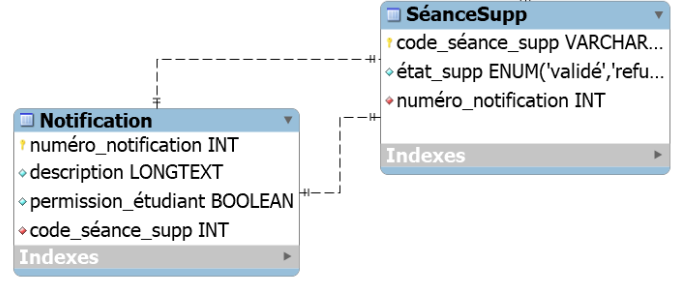 SéanceSupp
code_séance_supp VARCHAR...
état_supp ENUM('validé','refu...
numéro_notification INT
Indexes
Notification
numéro_notification INT
description LONGTEXT
permission_étudiant BOOLEAN
code_séance_supp INT
Indexes